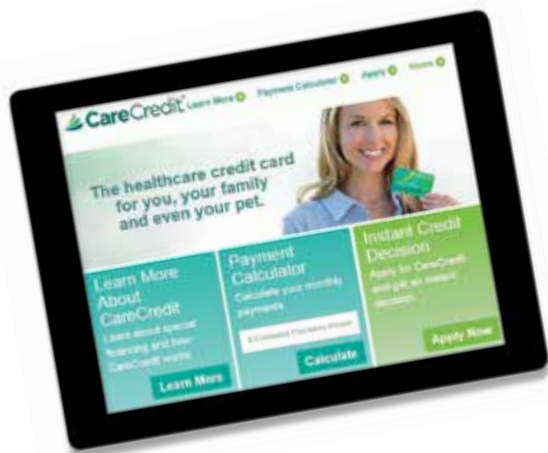 CareCredit®
Learn More
Payment Calculator
Apply
Home
The healthcare credit card
for you, your family
and even your pet.
Learn More
About
CareCredit
Learn about special
financing and how
CareCredit works.
Learn More
Payment
Calculator
Calculate your monthly
payments
Calculate
Instant Credit
Decision
Apply for CareCredit
and get an instant
decision.
Apply Now